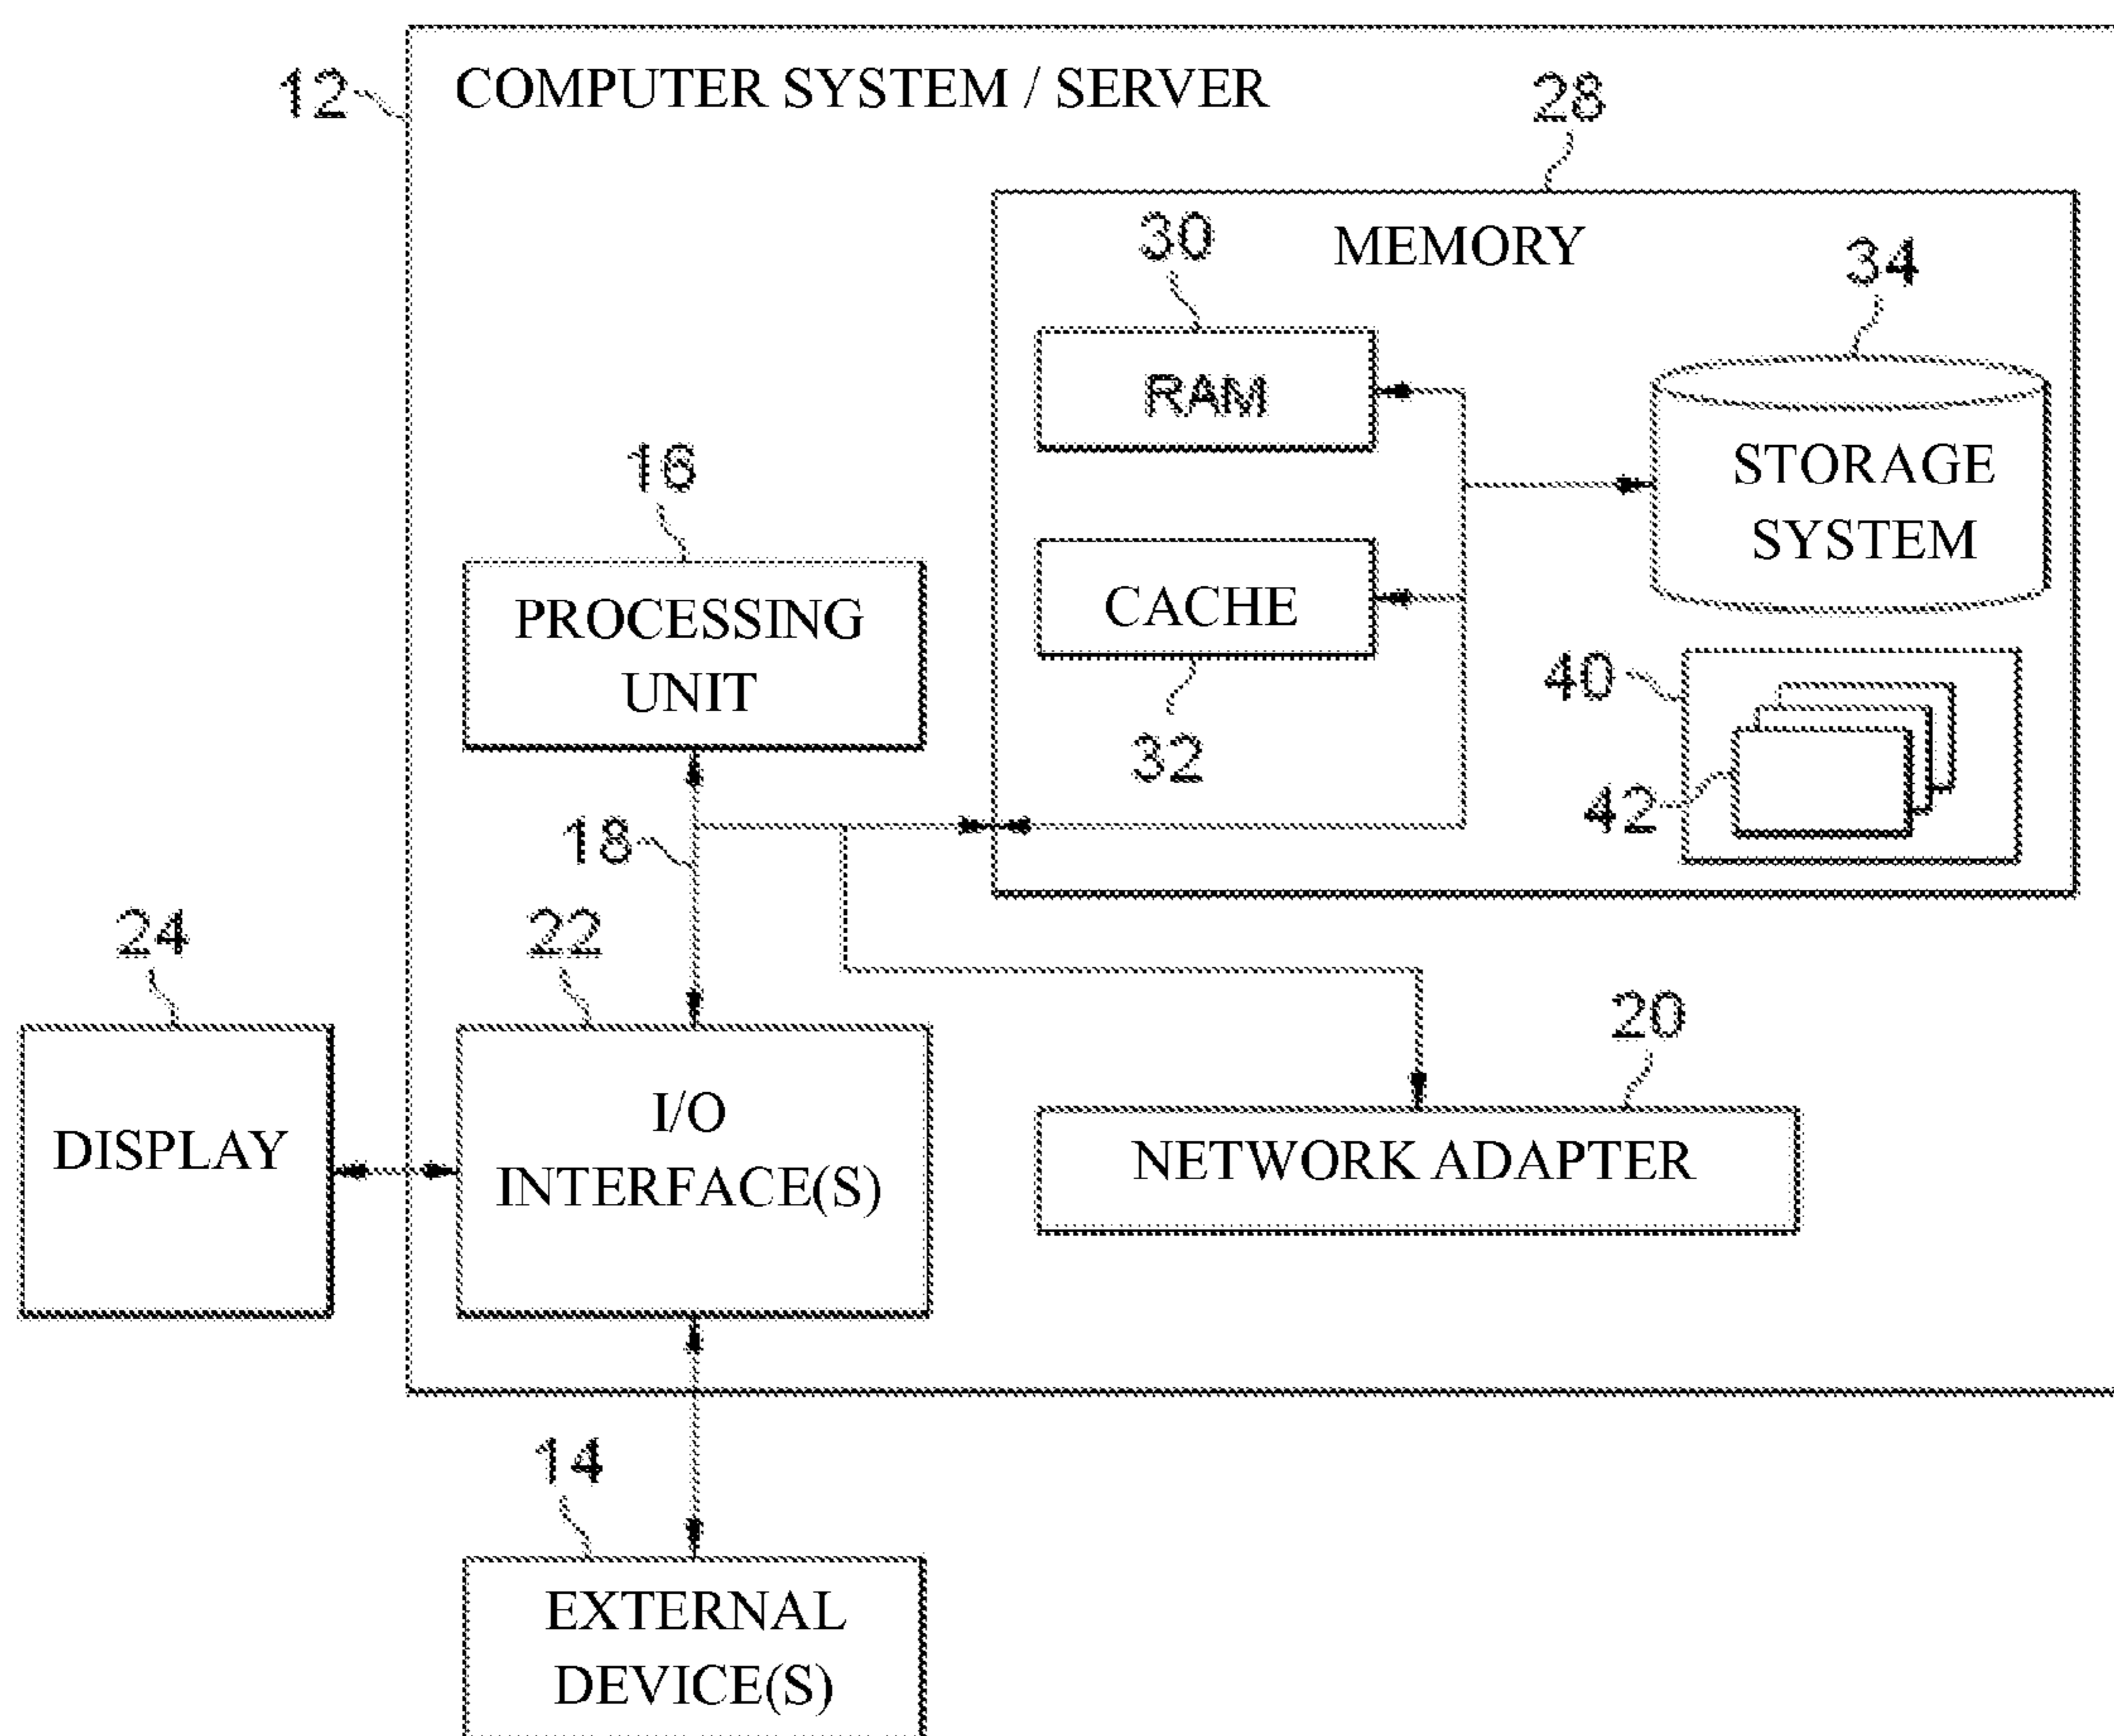 12
COMPUTER SYSTEM / SERVER
28
30
MEMORY
34
RAM
STORAGE
SYSTEM
16
PROCESSING
UNIT
CACHE
32
40
42
18
24
22
20
DISPLAY
I/O
INTERFACE(S)
NETWORK ADAPTER
14
EXTERNAL
DEVICE(S)